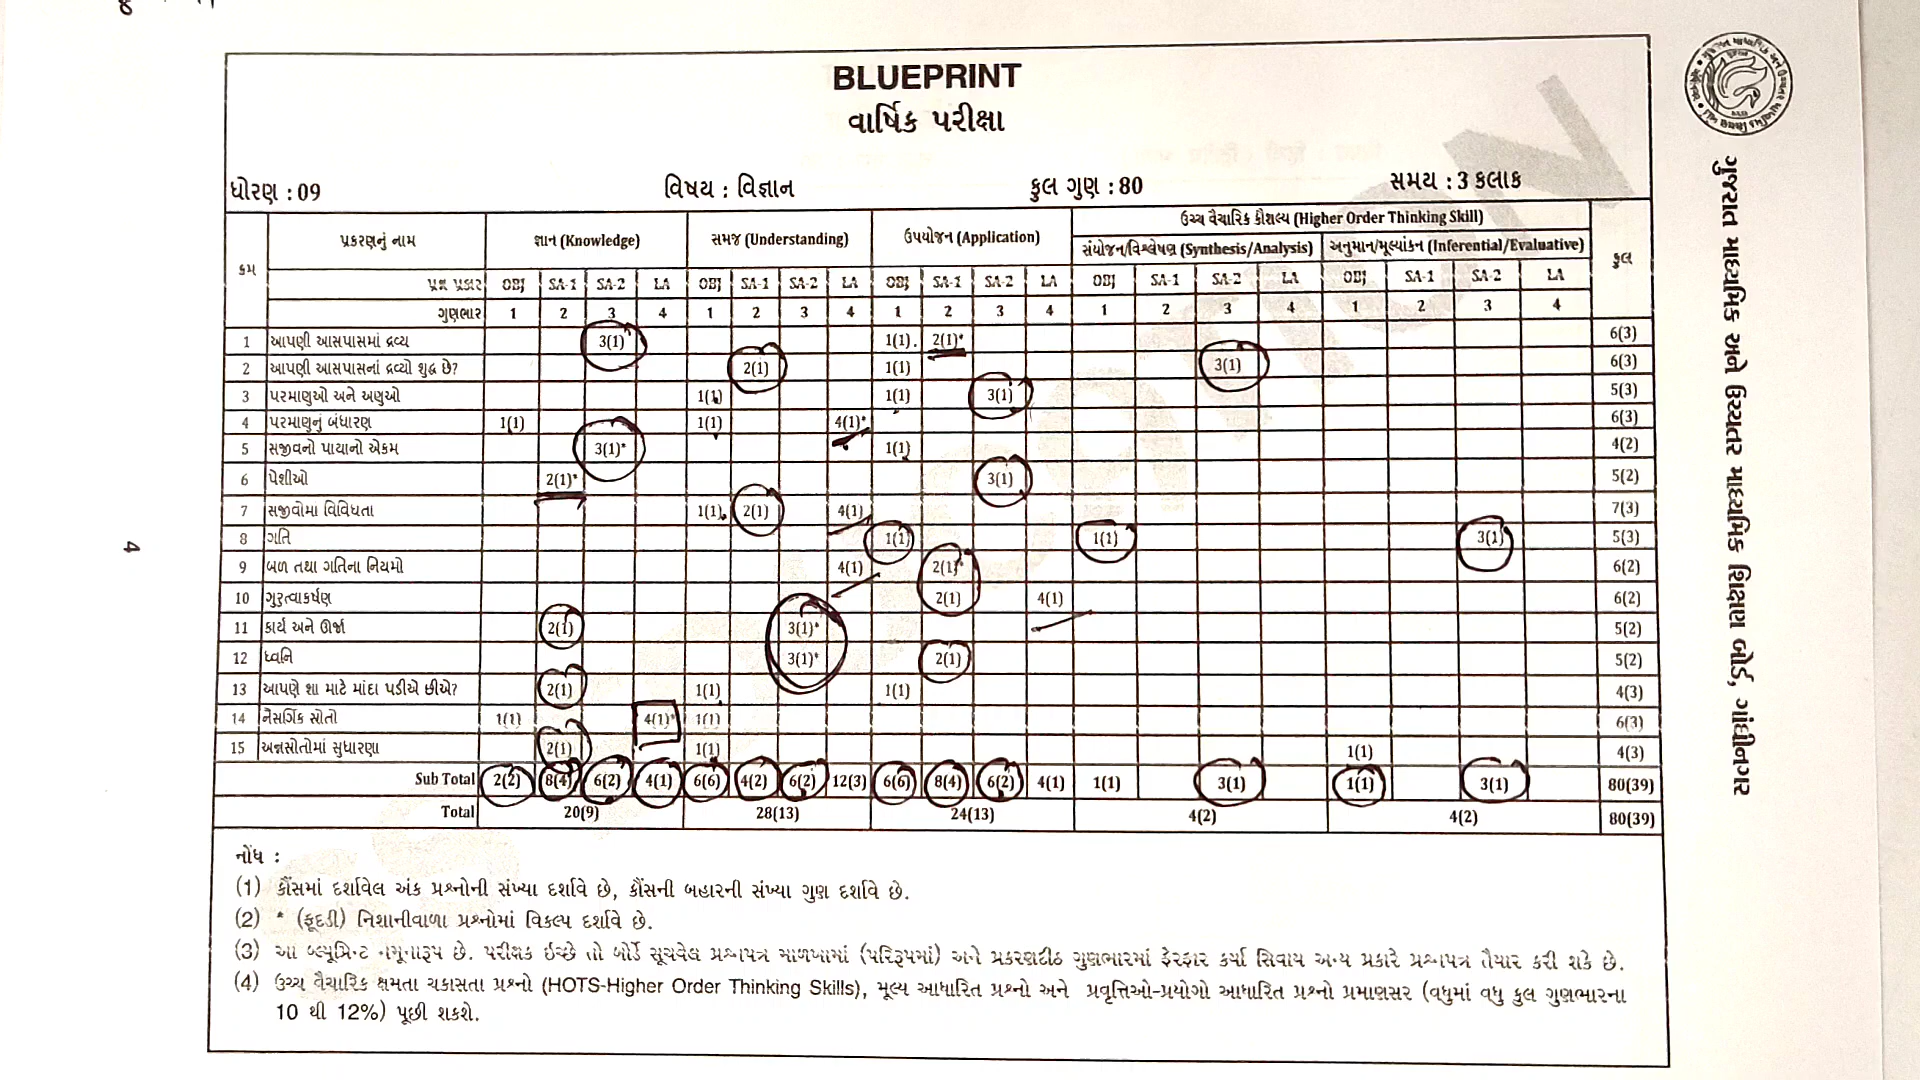 BLUEPRINT
વાર્ષિક પરીક્ષા
ધોરણ : 09 વિષય : વિજ્ઞાન કુલ ગુણ : 80 સમય : 3 કલાક
ક્રમ પ્રકરણનું નામ જ્ઞાન (Knowledge) સમજ (Understanding) ઉપયોજન (Application) ઉચ્ચ વૈચારિક કૌશલ્ય (Higher Order Thinking Skill) કુલ
સંયોજન/વિશ્લેષણ (Synthesis/Analysis) અનુમાન/મૂલ્યાંકન (Inferential/Evaluative)
પ્રશ્ન પ્રકાર OBJ SA-1 SA-2 LA OBJ SA-1 SA-2 LA OBJ SA-1 SA-2 LA OBJ SA-1 SA-2 LA OBJ SA-1 SA-2 LA
ગુણભાર 1 2 3 4 1 2 3 4 1 2 3 4 1 2 3 4 1 2 3 4
1 આપણી આસપાસમાં દ્રવ્ય 3(1)* 1(1) 2(1)* 6(3)
2 આપણી આસપાસનાં દ્રવ્યો શુદ્ધ છે? 2(1) 1(1) 3(1) 6(3)
3 પરમાણુઓ અને અણુઓ 1(1) 1(1) 3(1) 5(3)
4 પરમાણુનું બંધારણ 1(1) 1(1) 4(1)* 6(3)
5 સજીવનો પાયાનો એકમ 3(1)* 1(1) 4(2)
6 પેશીઓ 2(1)* 3(1) 5(2)
7 સજીવોમા વિવિધતા 1(1) 2(1) 4(1) 7(3)
8 ગતિ 1(1) 1(1) 3(1) 5(3)
9 બળ તથા ગતિના નિયમો 4(1) 2(1)* 6(2)
10 ગુરુત્વાકર્ષણ 2(1) 4(1) 6(2)
11 કાર્ય અને ઊર્જા 2(1) 3(1)* 5(2)
12 ધ્વનિ 3(1)* 2(1) 5(2)
13 આપણે શા માટે માંદા પડીએ છીએ? 2(1) 1(1) 1(1) 4(3)
14 નૈસર્ગિક સ્રોતો 1(1) 4(1)* 1(1) 6(3)
15 અન્નસ્રોતોમાં સુધારણા 2(1) 1(1) 1(1) 4(3)
Sub Total 2(2) 8(4) 6(2) 4(1) 6(6) 4(2) 6(2) 12(3) 6(6) 8(4) 6(2) 4(1) 1(1) 3(1) 1(1) 3(1) 80(39)
Total 20(9) 28(13) 24(13) 4(2) 4(2) 80(39)
નોંધ :
(1) કૌંસમાં દર્શાવેલ અંક પ્રશ્નોની સંખ્યા દર્શાવે છે, કૌંસની બહારની સંખ્યા ગુણ દર્શાવે છે.
(2) * (ફૂદડી) નિશાનીવાળા પ્રશ્નોમાં વિકલ્પ દર્શાવે છે.
(3) આ બ્લ્યૂપ્રિન્ટ નમૂનારૂપ છે. પરીક્ષક ઇચ્છે તો બોર્ડે સૂચવેલ પ્રશ્નપત્ર માળખામાં (પરિરૂપમાં) અને પ્રકરણદીઠ ગુણભારમાં ફેરફાર કર્યા સિવાય અન્ય પ્રકારે પ્રશ્નપત્ર તૈયાર કરી શકે છે.
(4) ઉચ્ચ વૈચારિક ક્ષમતા ચકાસતા પ્રશ્નો (HOTS-Higher Order Thinking Skills), મૂલ્ય આધારિત પ્રશ્નો અને પ્રવૃત્તિઓ-પ્રયોગો આધારિત પ્રશ્નો પ્રમાણસર (વધુમાં વધુ કુલ ગુણભારના
10 થી 12%) પૂછી શકશે.
ગુજરાત માધ્યમિક અને ઉચ્ચતર માધ્યમિક શિક્ષણ બોર્ડ, ગાંધીનગર
4